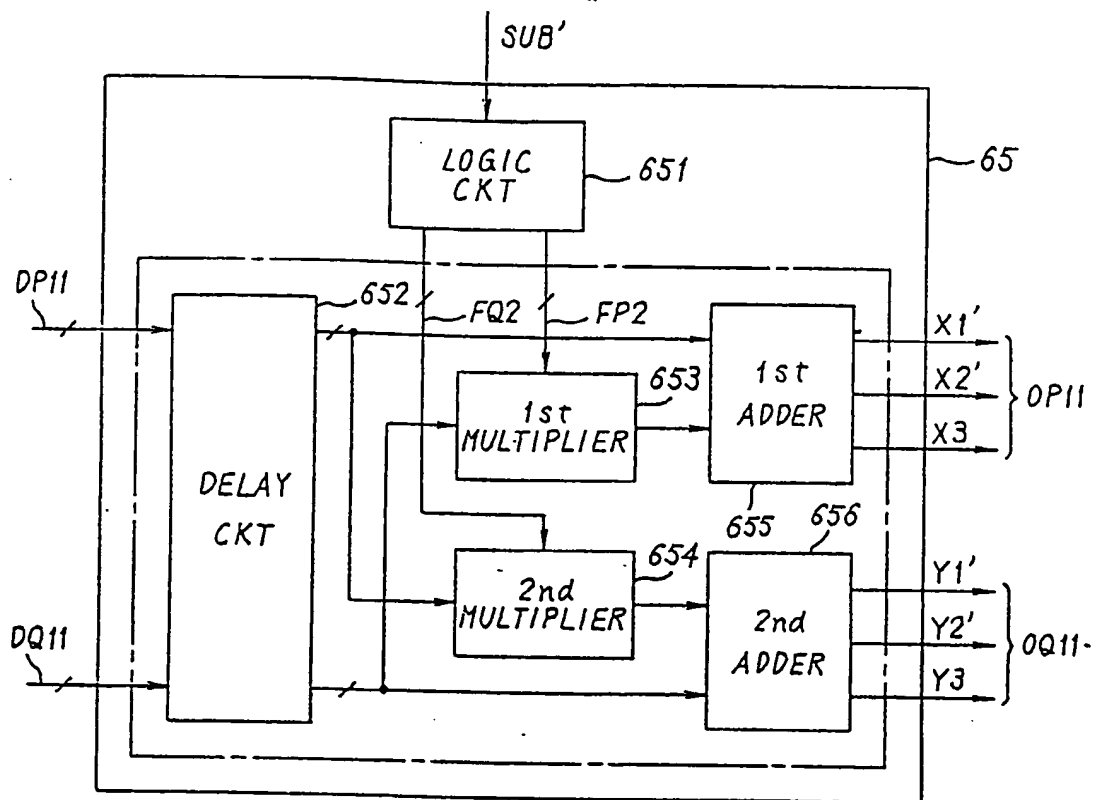 SUB'
LOGIC
CKT
651
65
DP11
652
FQ2
FP2
X1'
1st
ADDER
X2'
OP11
653
1st
MULTIPLIER
X3
DELAY
CKT
655
656
654
2nd
MULTIPLIER
Y1'
2nd
ADDER
Y2'
OQ11
DQ11
Y3